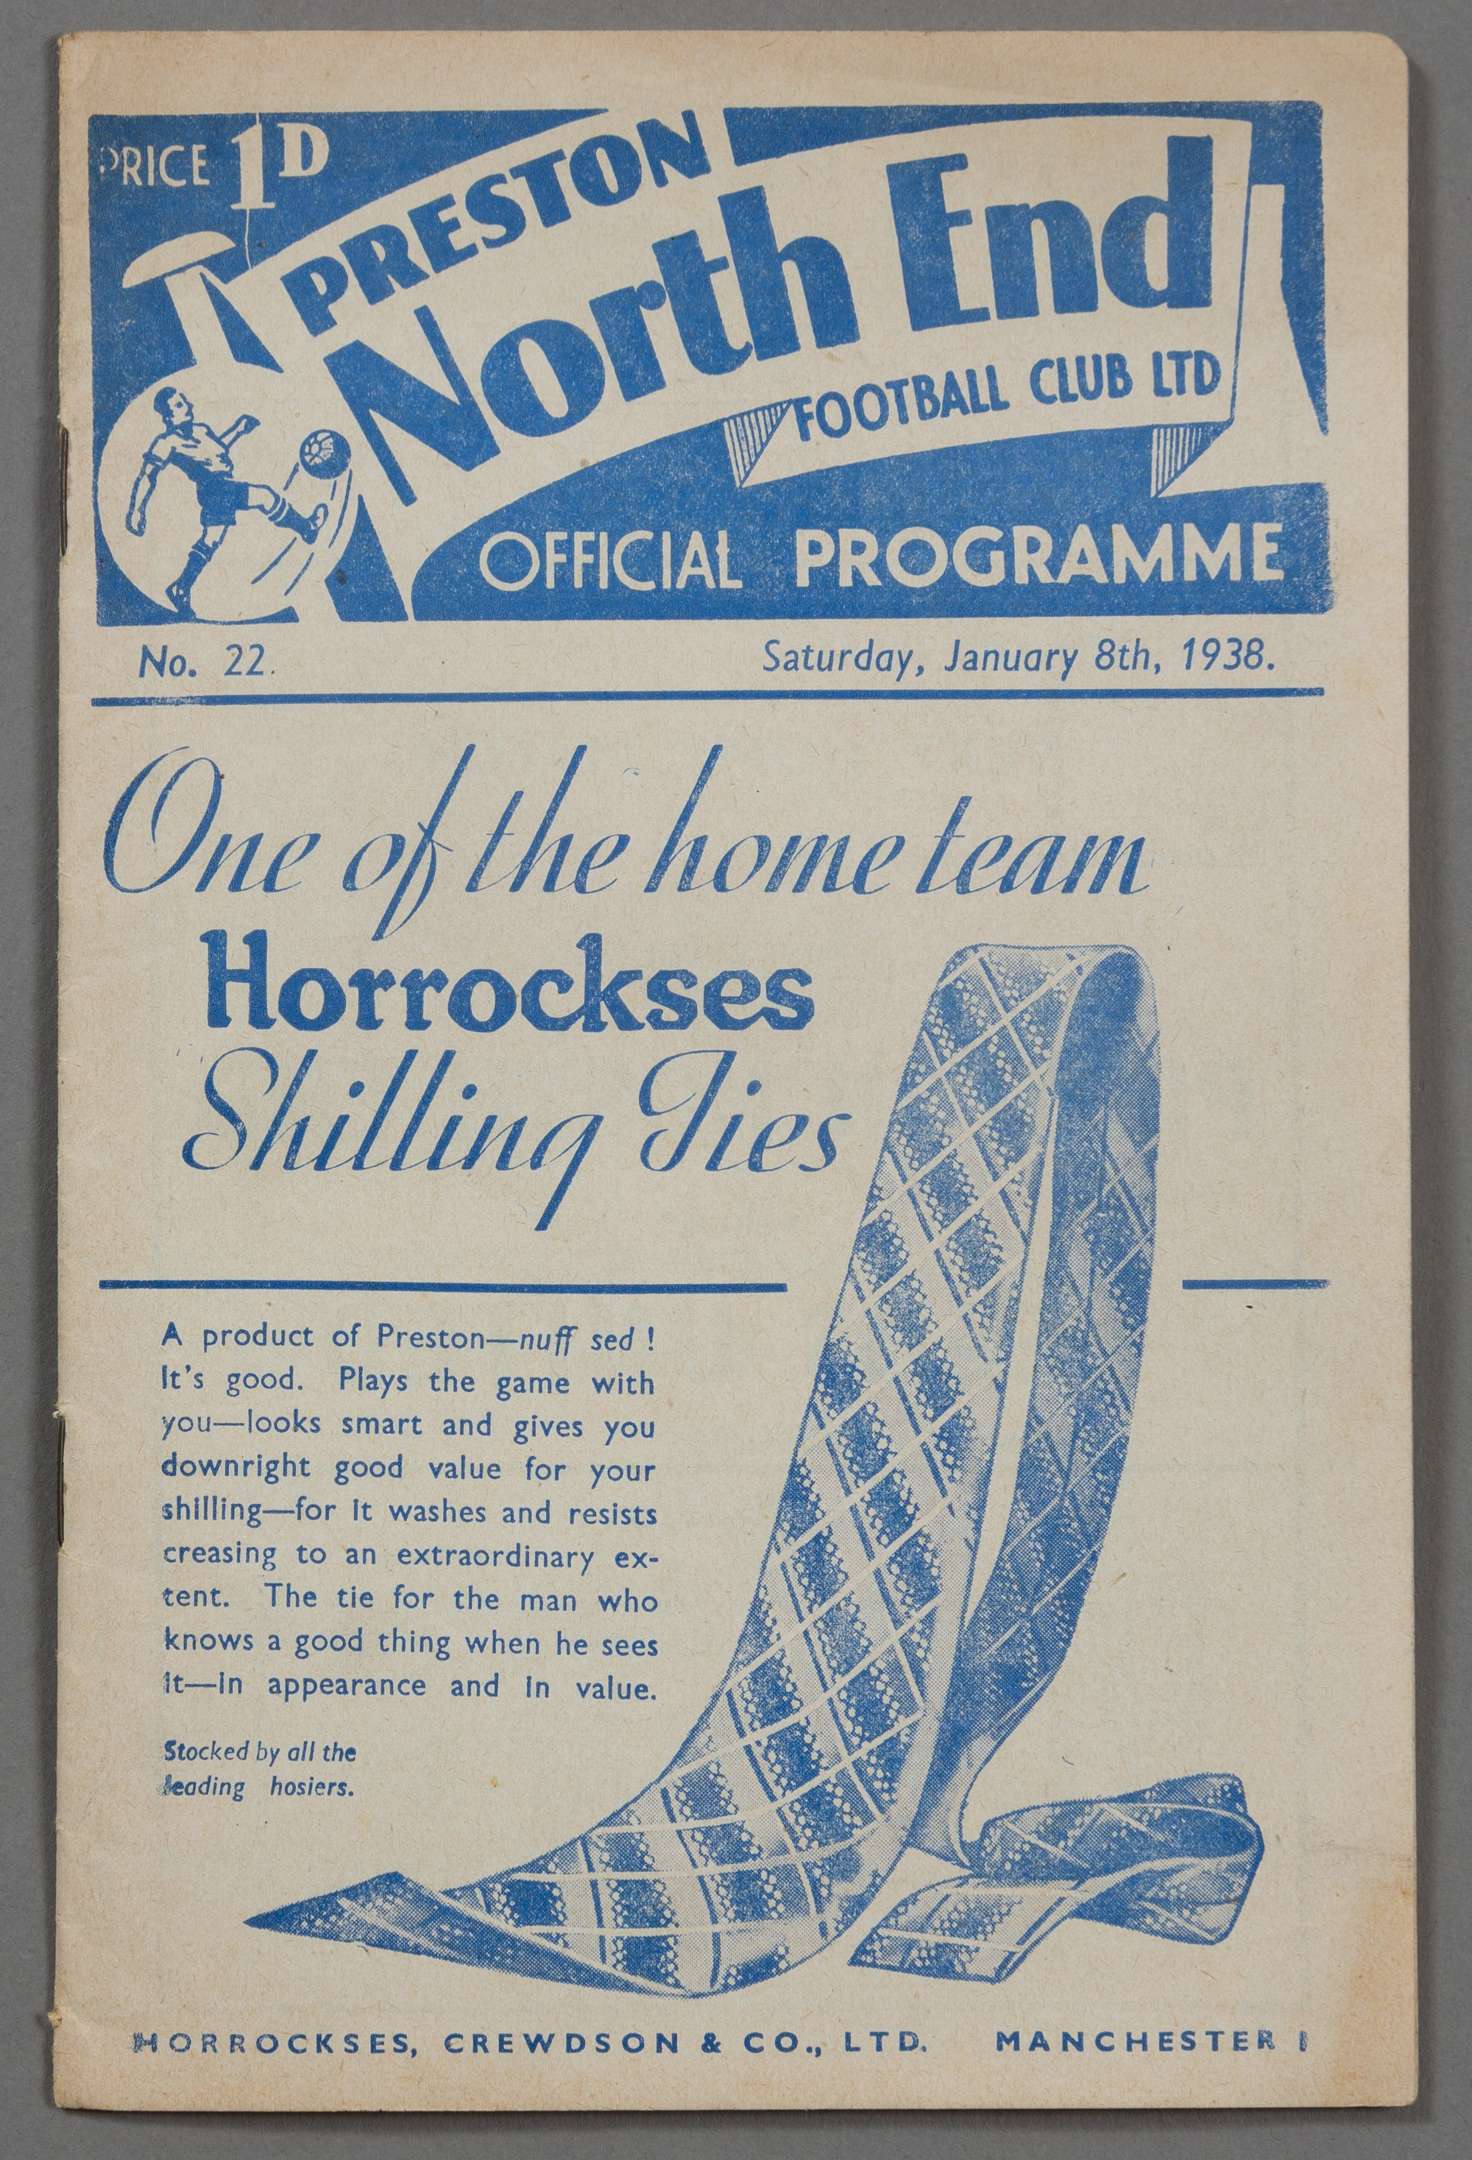 PRICE 1D
PRESTON
North End
FOOTBALL CLUB LTD
OFFICIAL PROGRAMME
No. 22. Saturday, January 8th, 1938.
One of the home team
Horrockses
Shilling Ties
A product of Preston—nuff sed !
It's good. Plays the game with
you—looks smart and gives you
downright good value for your
shilling—for it washes and resists
creasing to an extraordinary ex-
tent. The tie for the man who
knows a good thing when he sees
it—in appearance and in value.
Stocked by all the
leading hosiers.
HORROCKSES, CREWDSON & CO., LTD. MANCHESTER 1